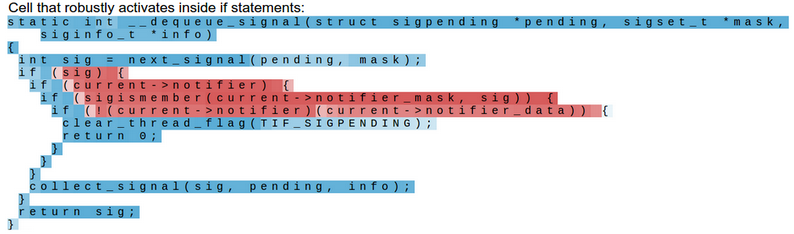 Cell that robustly activates inside if statements:
static int __dequeue_signal(struct sigpending *pending, sigset_t *mask,
siginfo_t *info)
{
int sig = next_signal(pending, mask);
if (sig) {
if (current->notifier) {
if (sigismember(current->notifier_mask, sig)) {
if (!(current->notifier)(current->notifier_data)) {
clear_thread_flag(TIF_SIGPENDING);
return 0;
}
}
}
collect_signal(sig, pending, info);
}
return sig;
}